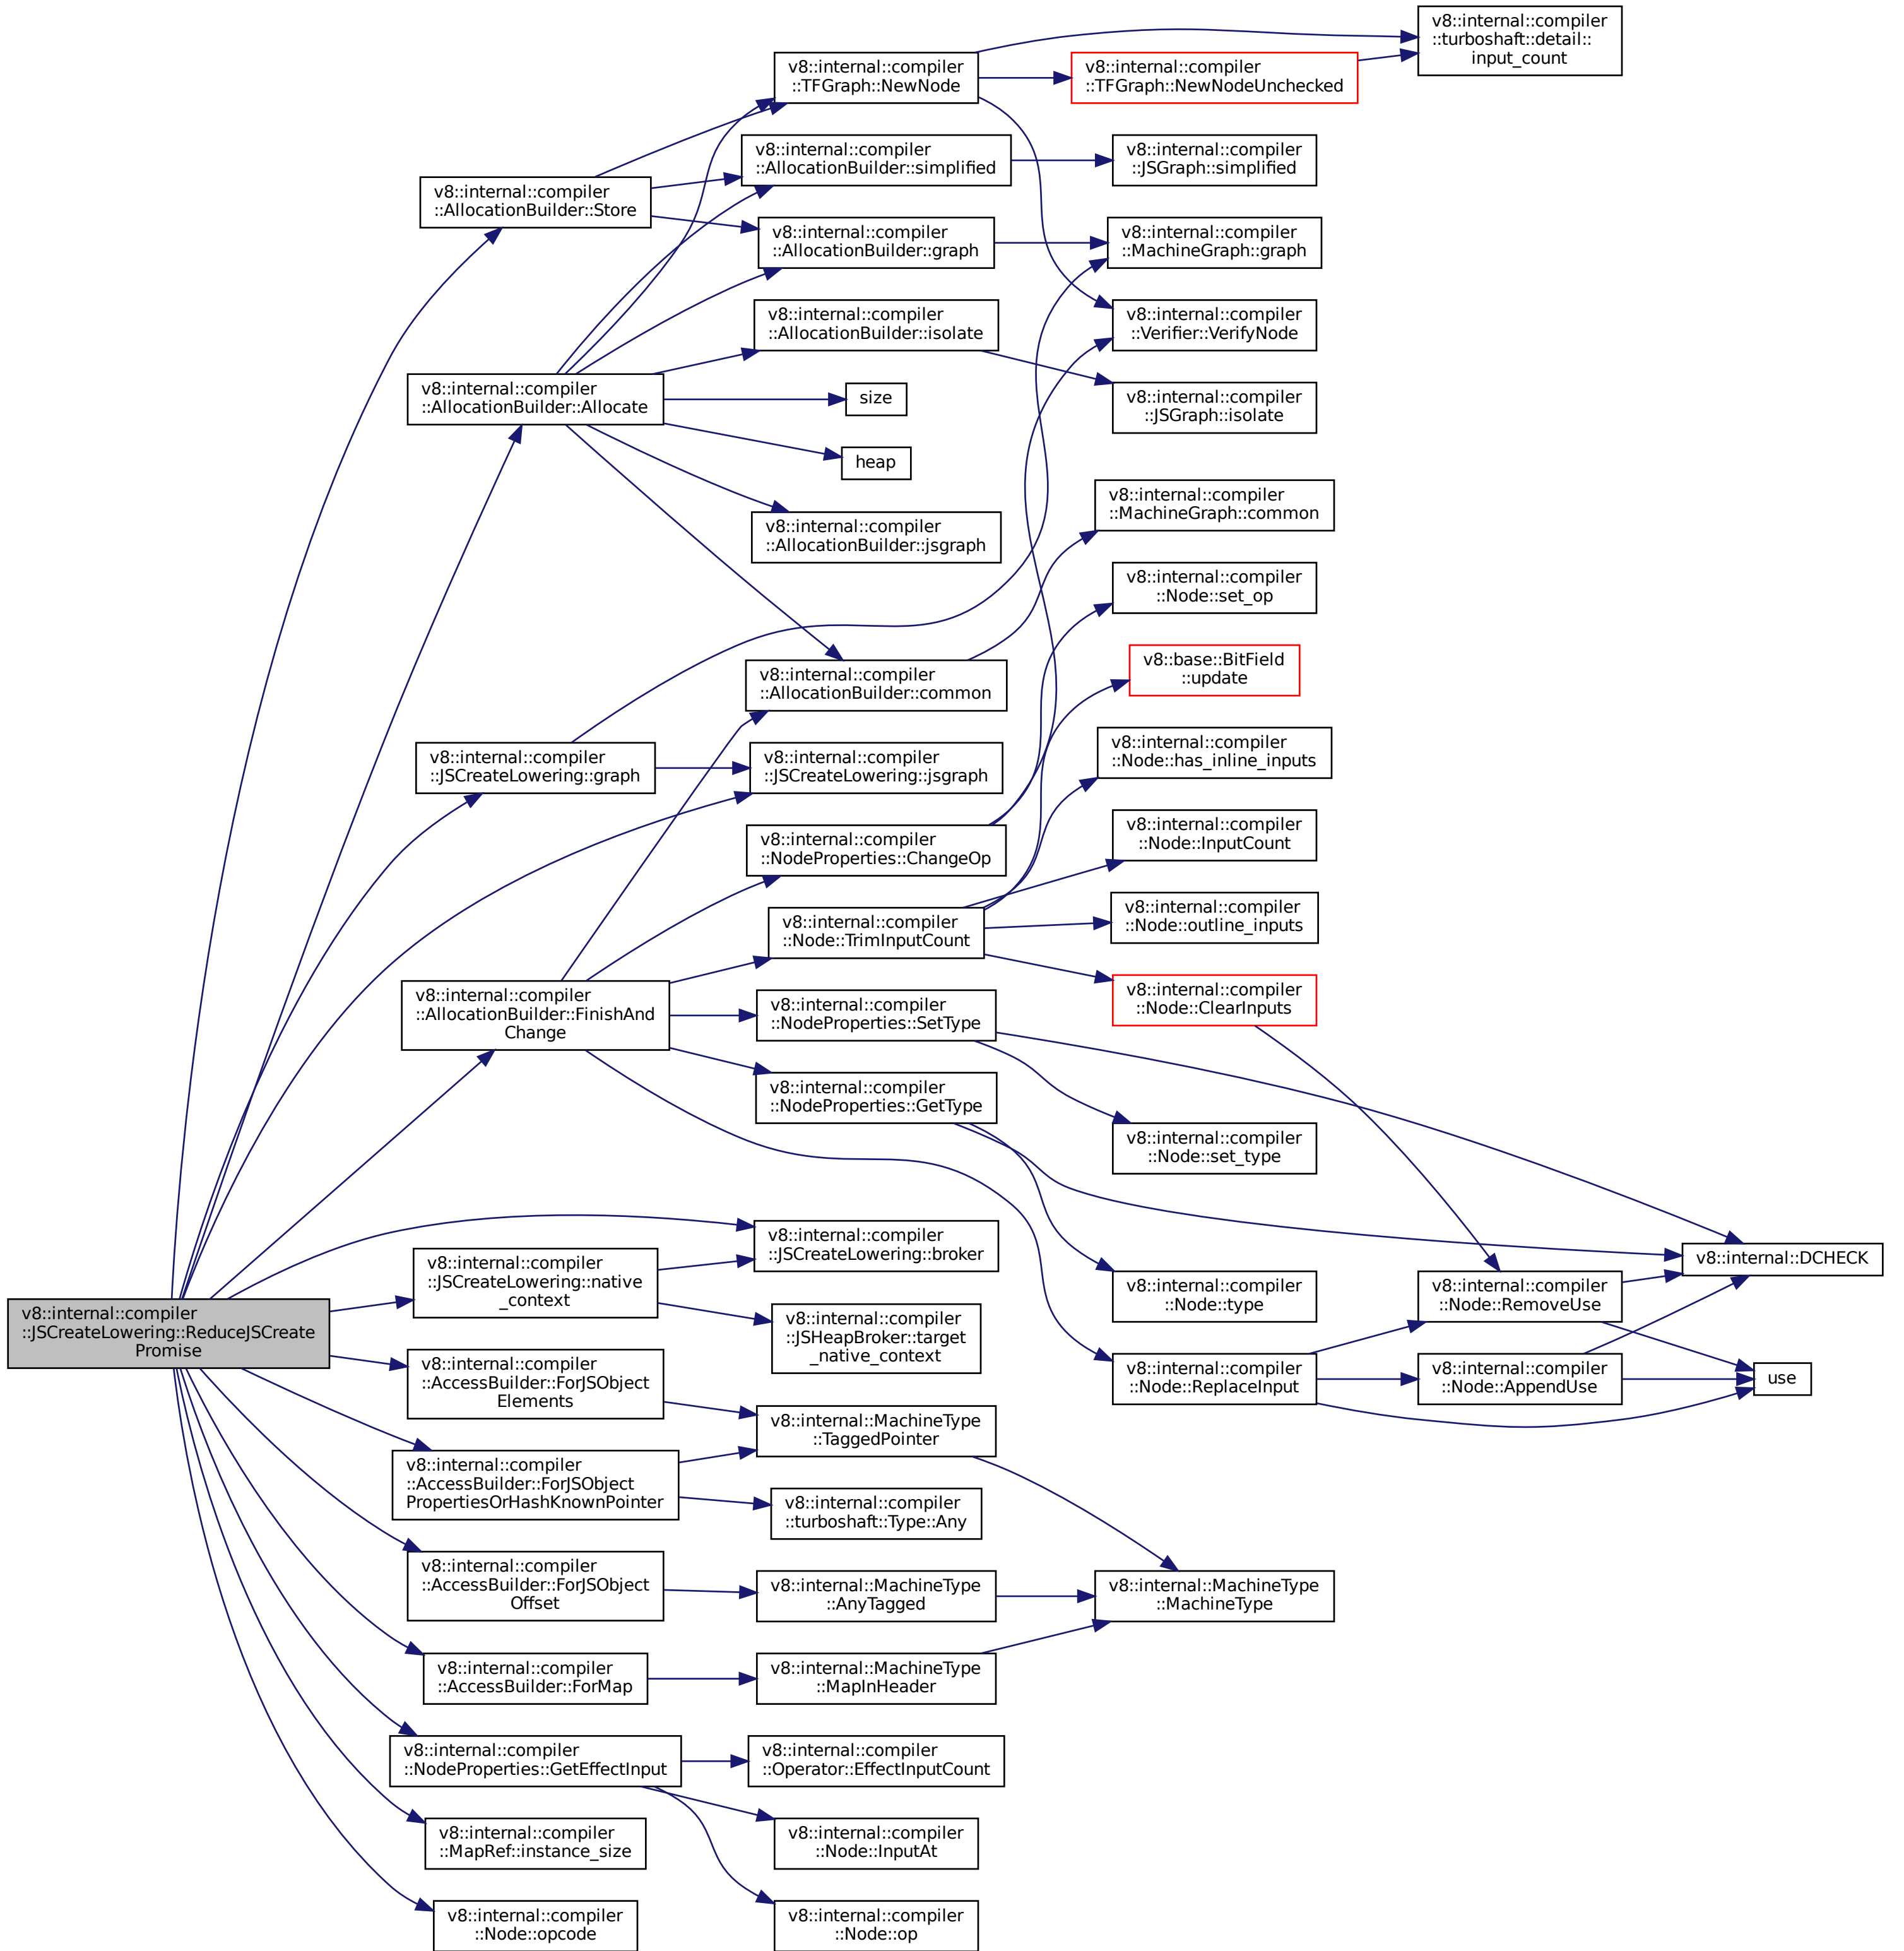 v8::internal::compiler
::JSCreateLowering::ReduceJSCreate
Promise
v8::internal::compiler
::AllocationBuilder::Store
v8::internal::compiler
::AllocationBuilder::Allocate
v8::internal::compiler
::JSCreateLowering::graph
v8::internal::compiler
::AllocationBuilder::FinishAnd
Change
v8::internal::compiler
::JSCreateLowering::native
_context
v8::internal::compiler
::AccessBuilder::ForJSObject
Elements
v8::internal::compiler
::AccessBuilder::ForJSObject
PropertiesOrHashKnownPointer
v8::internal::compiler
::AccessBuilder::ForJSObject
Offset
v8::internal::compiler
::AccessBuilder::ForMap
v8::internal::compiler
::NodeProperties::GetEffectInput
v8::internal::compiler
::MapRef::instance_size
v8::internal::compiler
::Node::opcode
v8::internal::compiler
::TFGraph::NewNode
v8::internal::compiler
::AllocationBuilder::simplified
v8::internal::compiler
::AllocationBuilder::graph
v8::internal::compiler
::AllocationBuilder::isolate
size
heap
v8::internal::compiler
::AllocationBuilder::jsgraph
v8::internal::compiler
::AllocationBuilder::common
v8::internal::compiler
::JSCreateLowering::jsgraph
v8::internal::compiler
::NodeProperties::ChangeOp
v8::internal::compiler
::Node::TrimInputCount
v8::internal::compiler
::NodeProperties::SetType
v8::internal::compiler
::NodeProperties::GetType
v8::internal::compiler
::JSCreateLowering::broker
v8::internal::compiler
::JSHeapBroker::target
_native_context
v8::internal::MachineType
::TaggedPointer
v8::internal::compiler
::turboshaft::Type::Any
v8::internal::MachineType
::AnyTagged
v8::internal::MachineType
::MapInHeader
v8::internal::compiler
::Operator::EffectInputCount
v8::internal::compiler
::Node::InputAt
v8::internal::compiler
::Node::op
v8::internal::compiler
::TFGraph::NewNodeUnchecked
v8::internal::compiler
::JSGraph::simplified
v8::internal::compiler
::MachineGraph::graph
v8::internal::compiler
::Verifier::VerifyNode
v8::internal::compiler
::JSGraph::isolate
v8::internal::compiler
::MachineGraph::common
v8::internal::compiler
::Node::set_op
v8::base::BitField
::update
v8::internal::compiler
::Node::has_inline_inputs
v8::internal::compiler
::Node::InputCount
v8::internal::compiler
::Node::outline_inputs
v8::internal::compiler
::Node::ClearInputs
v8::internal::compiler
::Node::set_type
v8::internal::compiler
::Node::type
v8::internal::compiler
::Node::ReplaceInput
v8::internal::MachineType
::MachineType
v8::internal::compiler
::turboshaft::detail::
input_count
v8::internal::compiler
::Node::RemoveUse
v8::internal::compiler
::Node::AppendUse
v8::internal::DCHECK
use